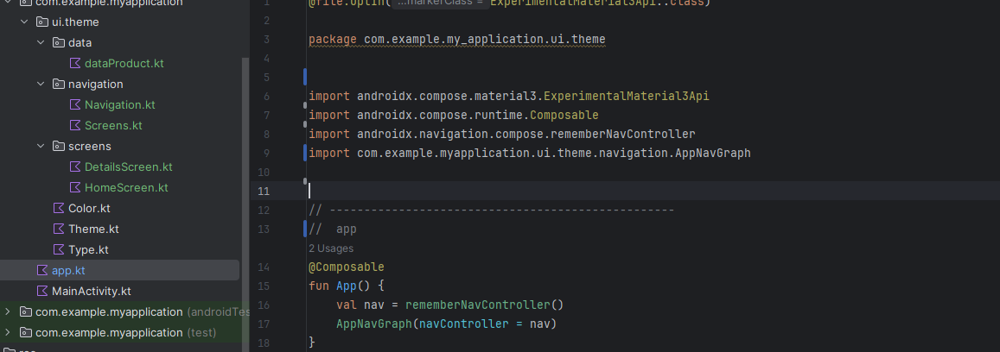 com.example.myapplication
ui.theme
data
dataProduct.kt
navigation
Navigation.kt
Screens.kt
screens
DetailsScreen.kt
HomeScreen.kt
Color.kt
Theme.kt
Type.kt
app.kt
MainActivity.kt
com.example.myapplication (androidTes
com.example.myapplication (test)
res
1 @file:OptIn( ...markerClass = ExperimentalMaterial3Api::class)
2
3 package com.example.my_application.ui.theme
4
5
6 import androidx.compose.material3.ExperimentalMaterial3Api
7 import androidx.compose.runtime.Composable
8 import androidx.navigation.compose.rememberNavController
9 import com.example.myapplication.ui.theme.navigation.AppNavGraph
10
11
12 // --------------------------------------------------
13 //  app
2 Usages
14 @Composable
15 fun App() {
16     val nav = rememberNavController()
17     AppNavGraph(navController = nav)
18 }